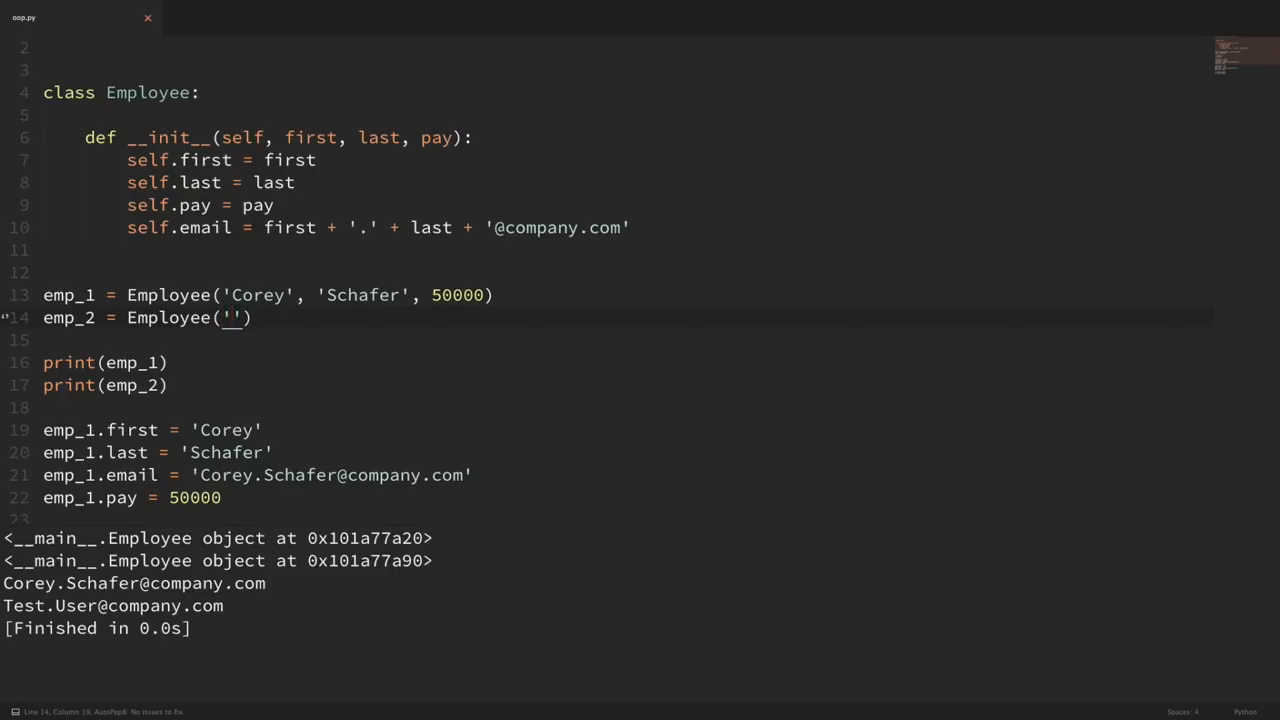 oop.py
2
3
4 class Employee:
5
6 def __init__(self, first, last, pay):
7 self.first = first
8 self.last = last
9 self.pay = pay
10 self.email = first + '.' + last + '@company.com'
11
12
13 emp_1 = Employee('Corey', 'Schafer', 50000)
14 emp_2 = Employee('')
15
16 print(emp_1)
17 print(emp_2)
18
19 emp_1.first = 'Corey'
20 emp_1.last = 'Schafer'
21 emp_1.email = 'Corey.Schafer@company.com'
22 emp_1.pay = 50000
23
<__main__.Employee object at 0x101a77a20>
<__main__.Employee object at 0x101a77a90>
Corey.Schafer@company.com
Test.User@company.com
[Finished in 0.0s]
Line 14, Column 19; AutoPep8: No issues to fix. Spaces: 4 Python